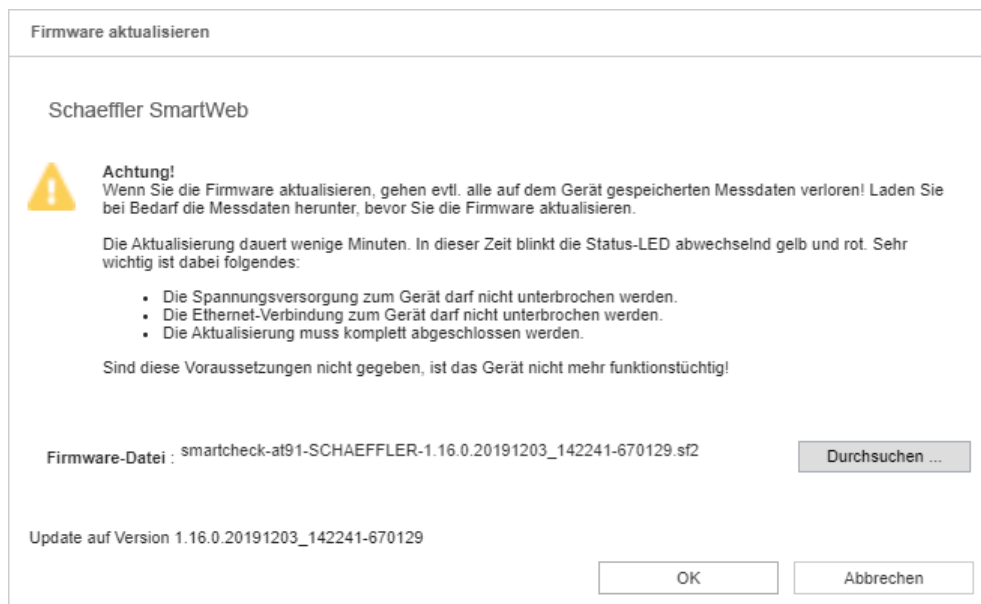 Firmware aktualisieren
Schaeffler SmartWeb
Achtung!
Wenn Sie die Firmware aktualisieren, gehen evtl. alle auf dem Gerät gespeicherten Messdaten verloren! Laden Sie
bei Bedarf die Messdaten herunter, bevor Sie die Firmware aktualisieren.
Die Aktualisierung dauert wenige Minuten. In dieser Zeit blinkt die Status-LED abwechselnd gelb und rot. Sehr
wichtig ist dabei folgendes:
• Die Spannungsversorgung zum Gerät darf nicht unterbrochen werden.
• Die Ethernet-Verbindung zum Gerät darf nicht unterbrochen werden.
• Die Aktualisierung muss komplett abgeschlossen werden.
Sind diese Voraussetzungen nicht gegeben, ist das Gerät nicht mehr funktionstüchtig!
Firmware-Datei : smartcheck-at91-SCHAEFFLER-1.16.0.20191203_142241-670129.sf2 Durchsuchen ...
Update auf Version 1.16.0.20191203_142241-670129
OK Abbrechen